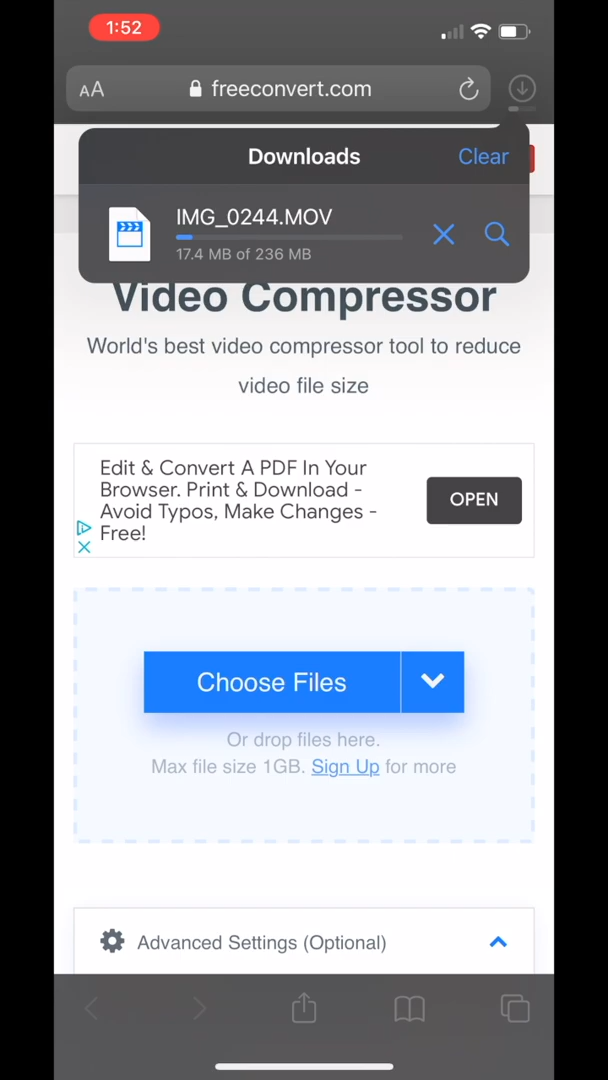 1:52
AA
freeconvert.com
Downloads
Clear
IMG_0244.MOV
17.4 MB of 236 MB
Video Compressor
World's best video compressor tool to reduce
video file size
Edit & Convert A PDF In Your
Browser. Print & Download -
Avoid Typos, Make Changes -
Free!
OPEN
Choose Files
Or drop files here.
Max file size 1GB. Sign Up for more
Advanced Settings (Optional)